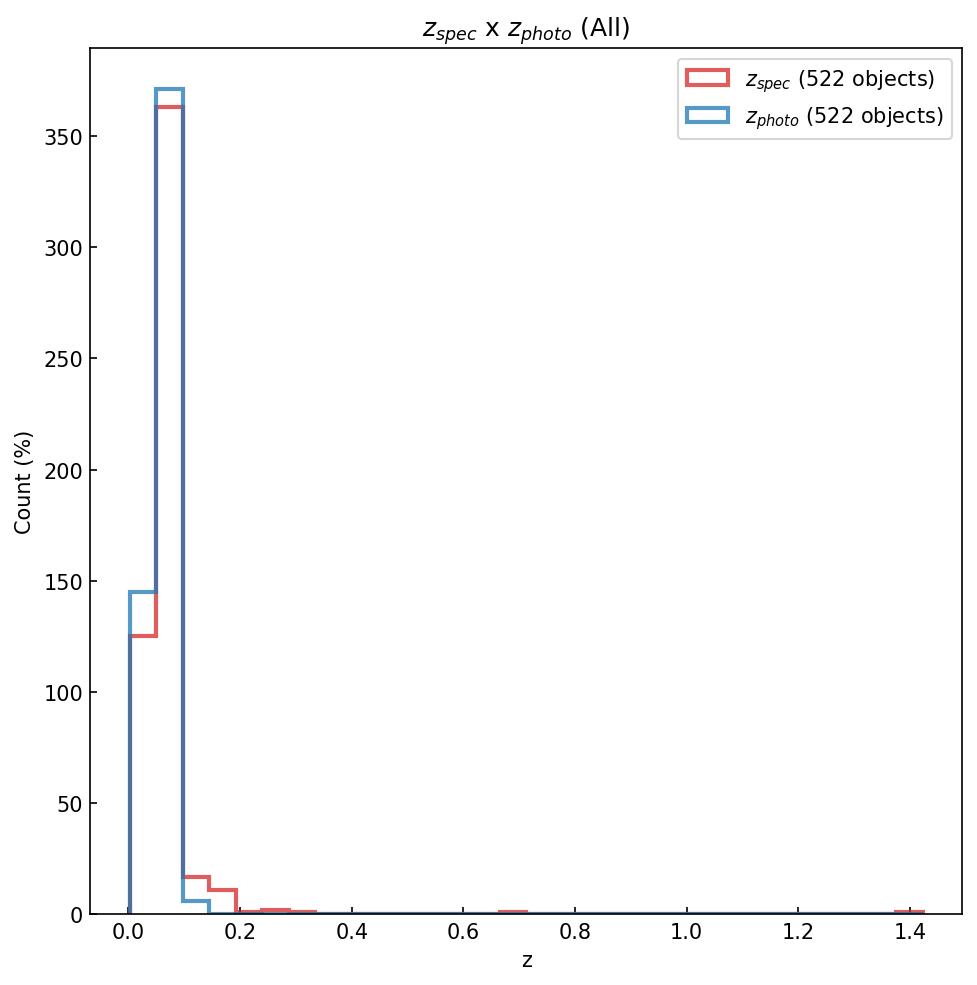 z_spec x z_photo (All)
z_spec (522 objects)
z_photo (522 objects)
Count (%)
350
300
250
200
150
100
50
0
0.0 0.2 0.4 0.6 0.8 1.0 1.2 1.4
z